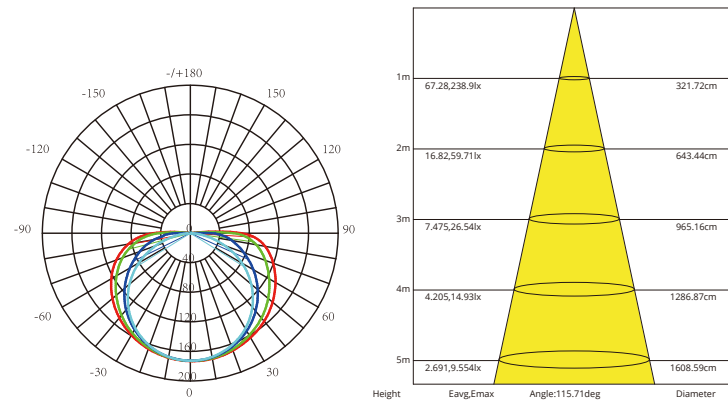 -/+180
-150
150
-120
120
-90
0
90
40
80
-60
60
120
160
-30
200
30
0
1m
67.28,238.9lx
321.72cm
2m
16.82,59.71lx
643.44cm
3m
7.475,26.54lx
965.16cm
4m
4.205,14.93lx
1286.87cm
5m
2.691,9.554lx
1608.59cm
Height
Eavg,Emax
Angle:115.71deg
Diameter